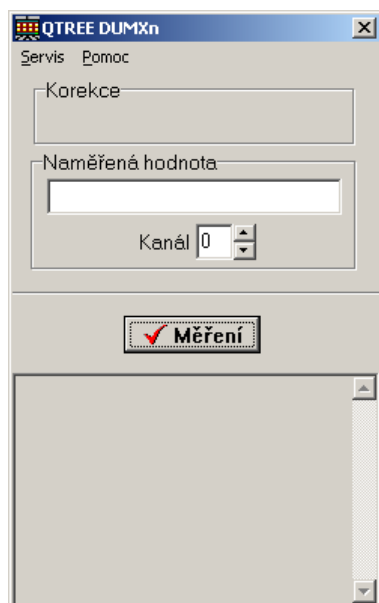 QTREE DUMXn
Servis Pomoc
Korekce
Naměřená hodnota
Kanál 0
Měření